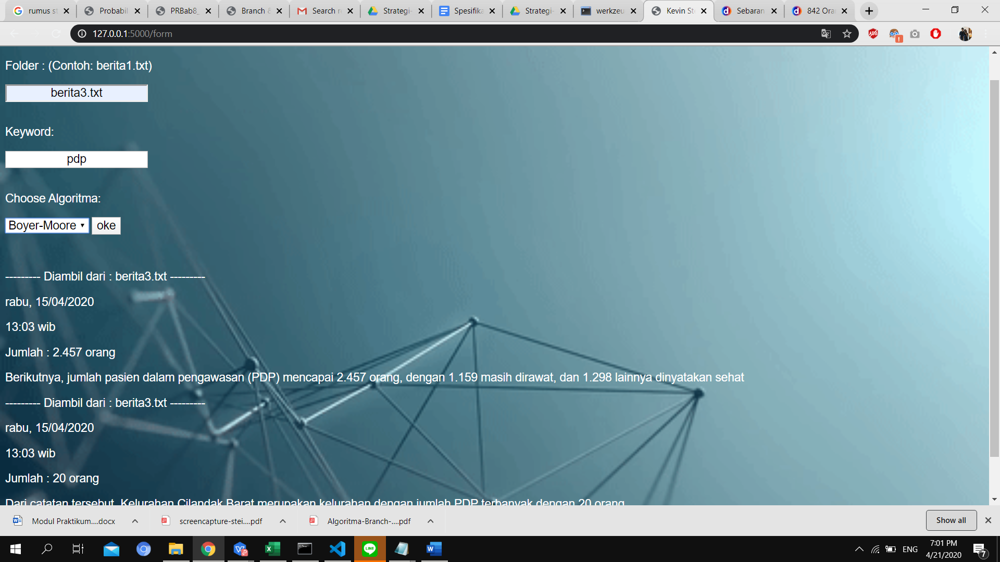 rumus st
Probabil
PRBab8_
Branch &
Search re
Strategi-
Spesifika
Strategi-
werkzeu
Kevin Ste
Sebaran
842 Oran
127.0.0.1:5000/form
Folder : (Contoh: berita1.txt)
berita3.txt
Keyword:
pdp
Choose Algoritma:
Boyer-Moore oke
--------- Diambil dari : berita3.txt ---------
rabu, 15/04/2020
13:03 wib
Jumlah : 2.457 orang
Berikutnya, jumlah pasien dalam pengawasan (PDP) mencapai 2.457 orang, dengan 1.159 masih dirawat, dan 1.298 lainnya dinyatakan sehat
--------- Diambil dari : berita3.txt ---------
rabu, 15/04/2020
13:03 wib
Jumlah : 20 orang
Dari catatan tersebut, Kelurahan Cilandak Barat merupakan kelurahan dengan jumlah PDP terbanyak dengan 20 orang
Modul Praktikum....docx
screencapture-stei....pdf
Algoritma-Branch-....pdf
Show all
ENG
7:01 PM
4/21/2020
7